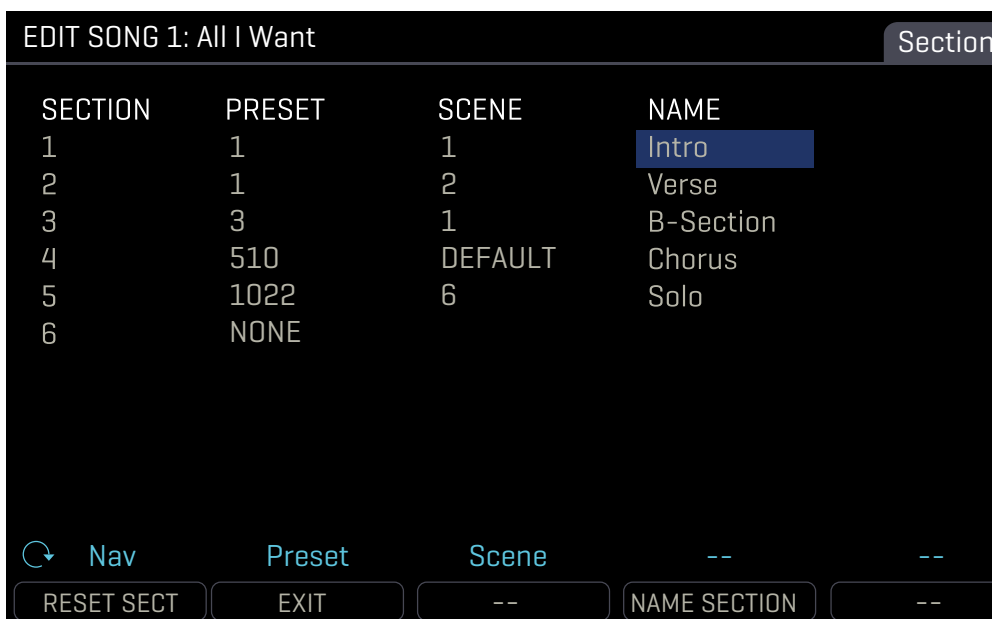 EDIT SONG 1: All I Want
Section
SECTION PRESET SCENE NAME
1 1 1 Intro
2 1 2 Verse
3 3 1 B-Section
4 510 DEFAULT Chorus
5 1022 6 Solo
6 NONE
Nav Preset Scene -- --
RESET SECT EXIT -- NAME SECTION --